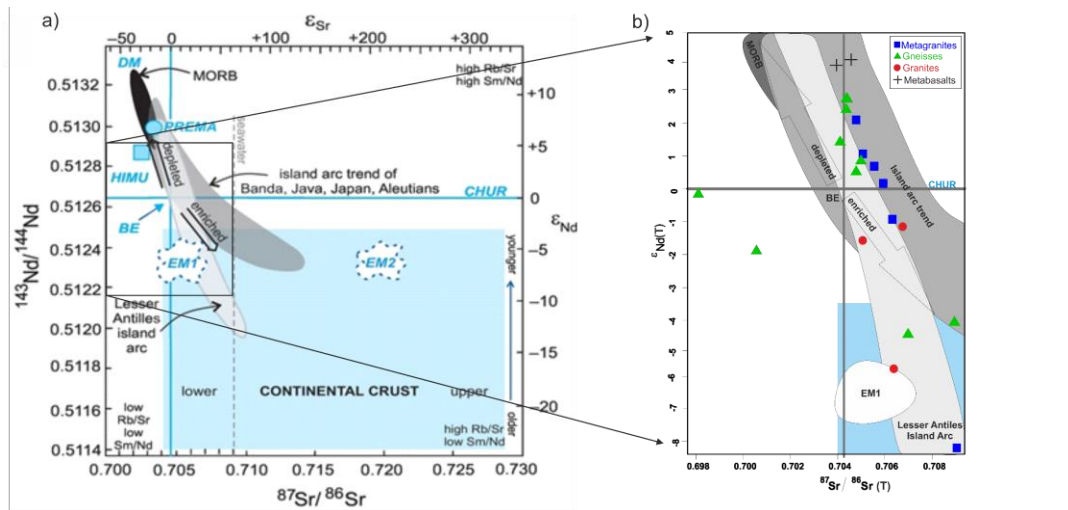 a)
εSr
−50
0
+130
+200
+330
DM
MORB
high Rb/Sr
high Sm/Nd
PREMA
seawater
depleted
HIMU
island arc trend of
Banda, Java, Japan, Aleutians
CHUR
BE
enriched
EM1
EM2
Lesser
Antilles
island
arc
younger
older
lower
CONTINENTAL CRUST
upper
low
Rb/Sr
low
Sm/Nd
high Rb/Sr
low Sm/Nd
+10
+5
0
εNd
−5
−10
−15
−20
143Nd/144Nd
0.5132
0.5130
0.5128
0.5126
0.5124
0.5122
0.5120
0.5118
0.5116
0.5114
0.700
0.705
0.710
0.715
0.720
0.725
0.730
87Sr/ 86Sr
b)
Metagranites
Gneisses
Granites
Metabasalts
MORB
depleted
BE
enriched
Island arc trend
CHUR
EM1
Lesser Antiles
Island Arc
εNd(T)
5
4
3
2
1
0
-1
-2
-3
-4
-5
-6
-7
-8
0.698
0.700
0.702
0.704
0.706
0.708
87Sr / 86Sr (T)